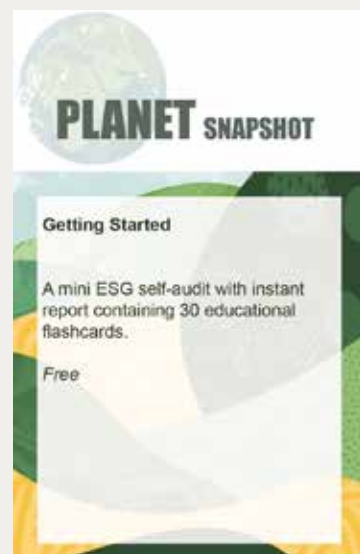 PLANET SNAPSHOT
Getting Started
A mini ESG self-audit with instant
report containing 30 educational
flashcards.
Free